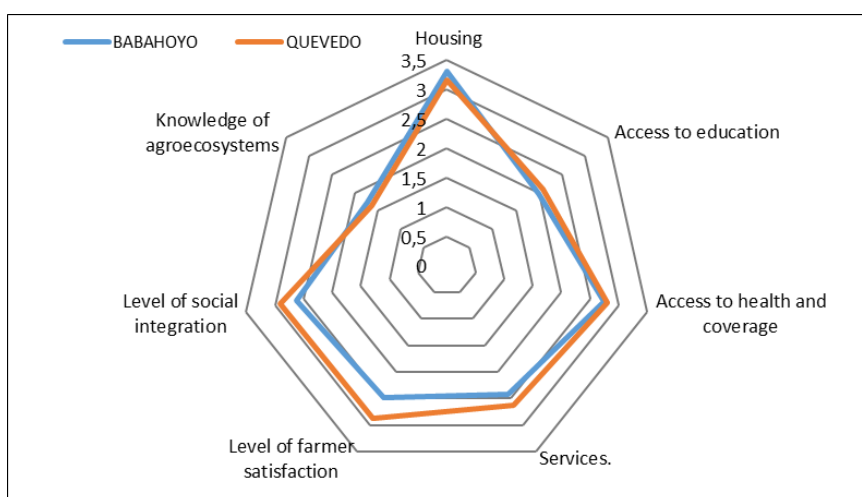 BABAHOYO
QUEVEDO
Housing
3,5
3
2,5
2
1,5
1
0,5
0
Access to education
Access to health and
coverage
Services.
Level of farmer
satisfaction
Level of social
integration
Knowledge of
agroecosystems